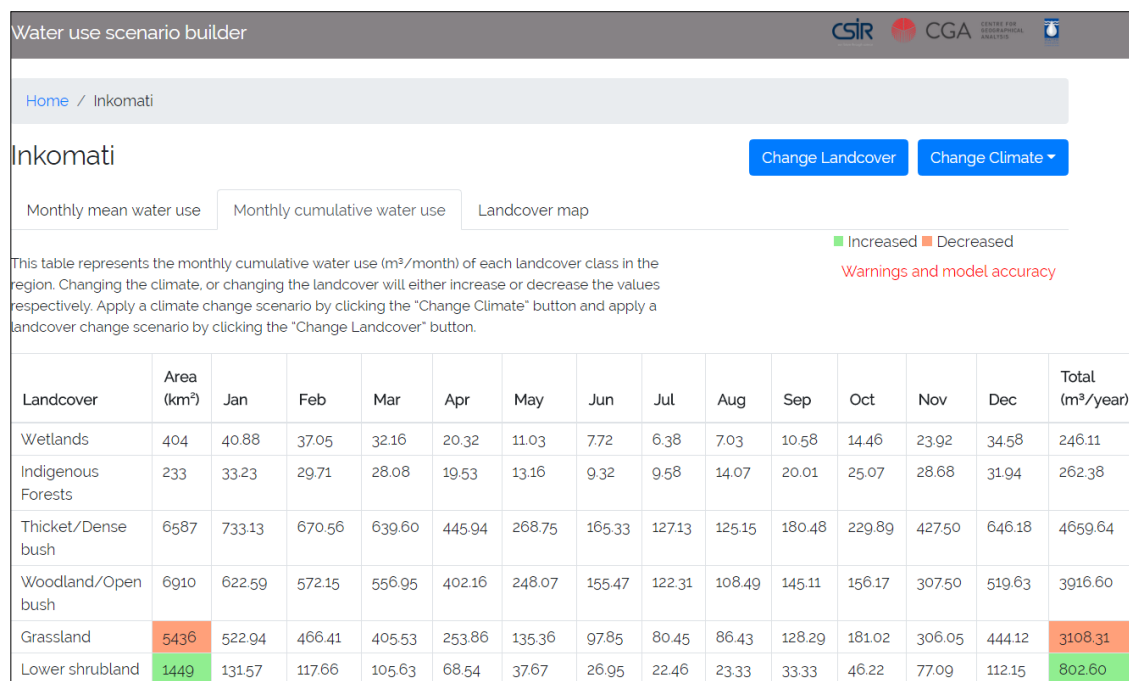 Water use scenario builder
CSIR CGA CENTRE FOR GEOGRAPHICAL ANALYSIS
Home / Inkomati
Inkomati
Change Landcover Change Climate
Monthly mean water use Monthly cumulative water use Landcover map
Increased Decreased
Warnings and model accuracy
This table represents the monthly cumulative water use (m³/month) of each landcover class in the
region. Changing the climate, or changing the landcover will either increase or decrease the values
respectively. Apply a climate change scenario by clicking the "Change Climate" button and apply a
landcover change scenario by clicking the "Change Landcover" button.
Landcover Area (km²) Jan Feb Mar Apr May Jun Jul Aug Sep Oct Nov Dec Total (m³/year)
Wetlands 404 40.88 37.05 32.16 20.32 11.03 7.72 6.38 7.03 10.58 14.46 23.92 34.58 246.11
Indigenous Forests 233 33.23 29.71 28.08 19.53 13.16 9.32 9.58 14.07 20.01 25.07 28.68 31.94 262.38
Thicket/Dense bush 6587 733.13 670.56 639.60 445.94 268.75 165.33 127.13 125.15 180.48 229.89 427.50 646.18 4659.64
Woodland/Open bush 6910 622.59 572.15 556.95 402.16 248.07 155.47 122.31 108.49 145.11 156.17 307.50 519.63 3916.60
Grassland 5436 522.94 466.41 405.53 253.86 135.36 97.85 80.45 86.43 128.29 181.02 306.05 444.12 3108.31
Lower shrubland 1449 131.57 117.66 105.63 68.54 37.67 26.95 22.46 23.33 33.33 46.22 77.09 112.15 802.60